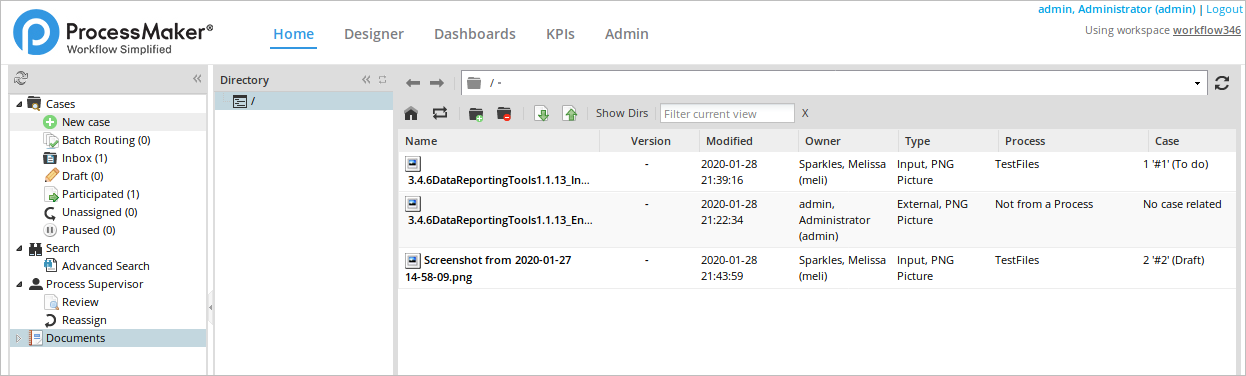 admin, Administrator (admin) | Logout
ProcessMaker®
Workflow Simplified
Home Designer Dashboards KPIs Admin
Using workspace workflow346
Directory
/ -
Cases
New case
Batch Routing (0)
Inbox (1)
Draft (0)
Participated (1)
Unassigned (0)
Paused (0)
Search
Advanced Search
Process Supervisor
Review
Reassign
Documents
/
Show Dirs Filter current view X
Name Version Modified Owner Type Process Case
3.4.6DataReportingTools1.1.13_In... - 2020-01-28 Sparkles, Melissa Input, PNG TestFiles 1 '#1' (To do)
21:39:16 (meli) Picture
3.4.6DataReportingTools1.1.13_En... - 2020-01-28 admin, External, PNG Not from a Process No case related
21:22:34 Administrator Picture
(admin)
Screenshot from 2020-01-27 - 2020-01-28 Sparkles, Melissa Input, PNG TestFiles 2 '#2' (Draft)
14-58-09.png 21:43:59 (meli) Picture